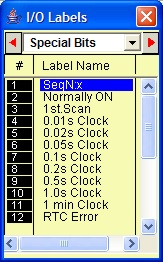 I/O Labels
Special Bits
# Label Name
1 SeqN:x
2 Normally ON
3 1st.Scan
4 0.01s Clock
5 0.02s Clock
6 0.05s Clock
7 0.1s Clock
8 0.2s Clock
9 0.5s Clock
10 1.0s Clock
11 1 min Clock
12 RTC Error